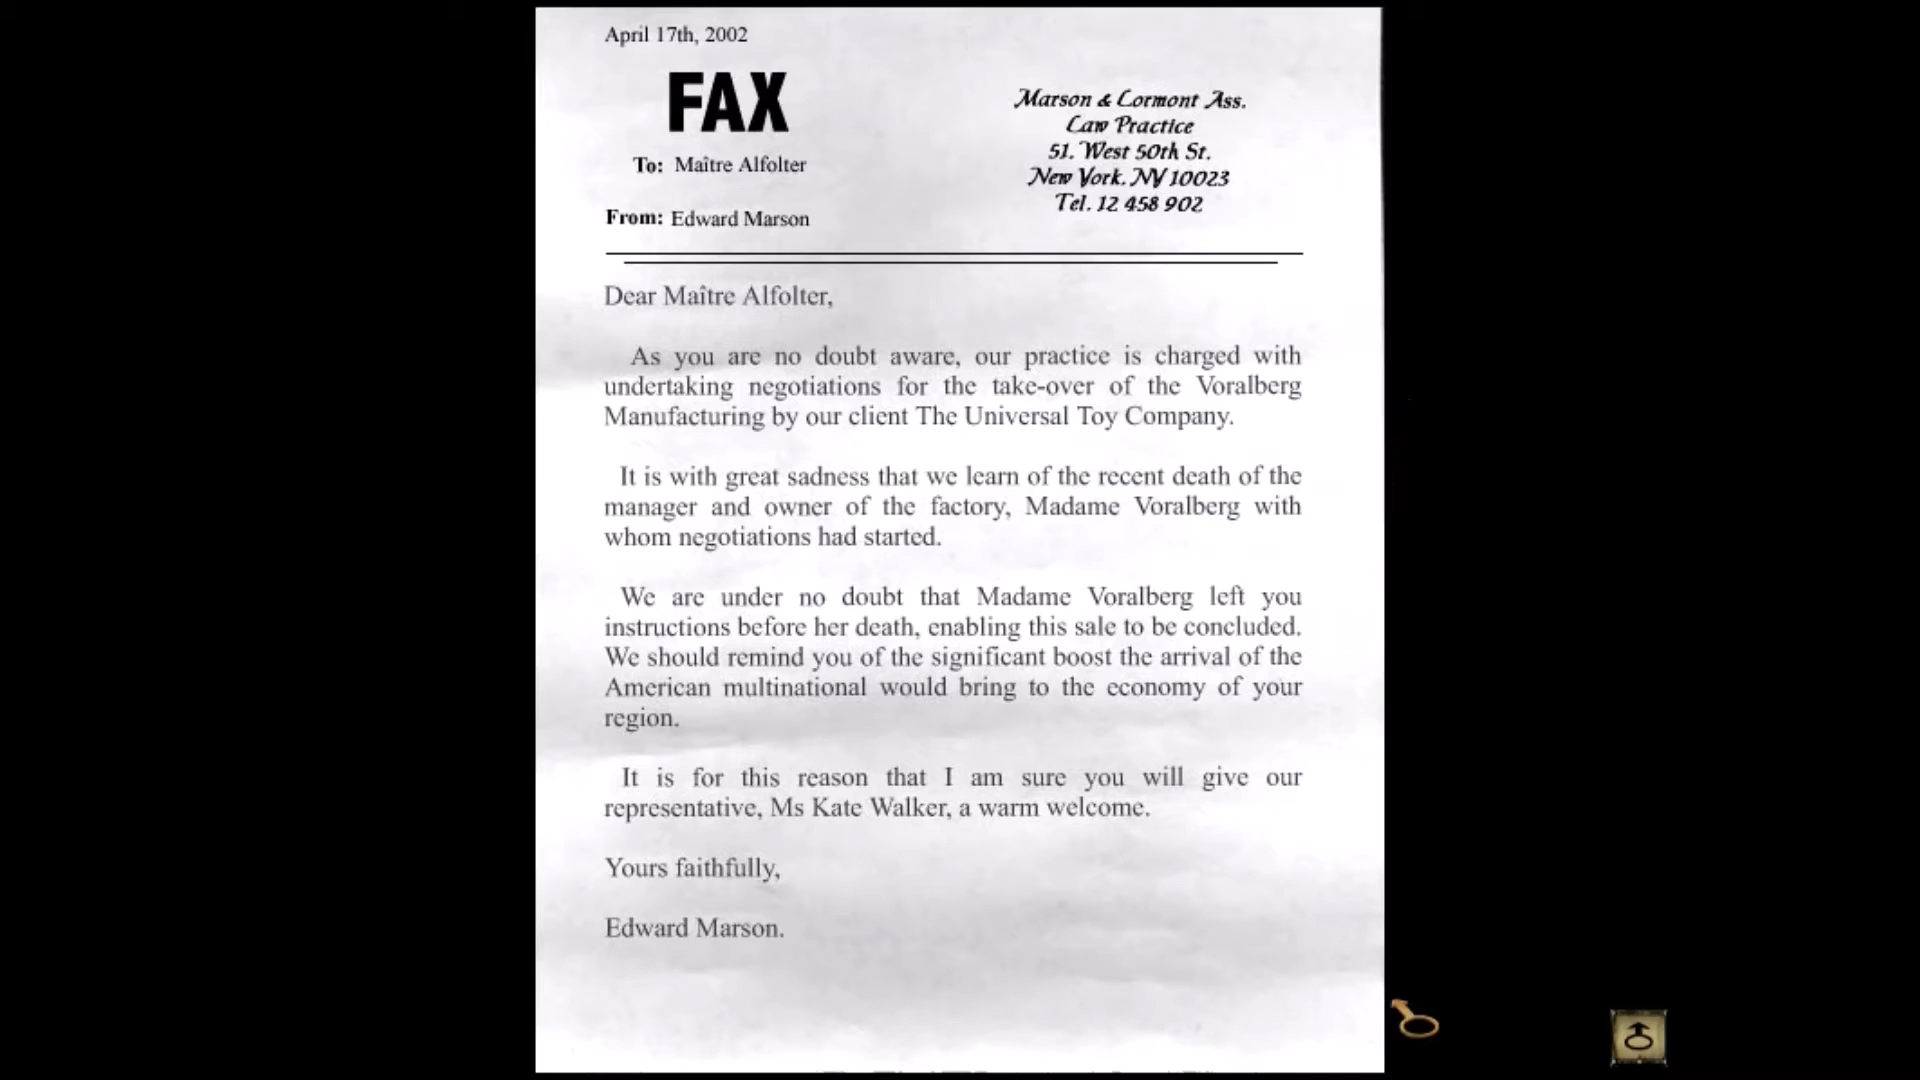 April 17th, 2002
FAX
To: Maître Alfolter
From: Edward Marson
Marson & Lormont Ass.
Law Practice
51. West 50th St.
New York. NY 10023
Tel. 12 458 902
Dear Maître Alfolter,
As you are no doubt aware, our practice is charged with
undertaking negotiations for the take-over of the Voralberg
Manufacturing by our client The Universal Toy Company.
It is with great sadness that we learn of the recent death of the
manager and owner of the factory, Madame Voralberg with
whom negotiations had started.
We are under no doubt that Madame Voralberg left you
instructions before her death, enabling this sale to be concluded.
We should remind you of the significant boost the arrival of the
American multinational would bring to the economy of your
region.
It is for this reason that I am sure you will give our
representative, Ms Kate Walker, a warm welcome.
Yours faithfully,
Edward Marson.